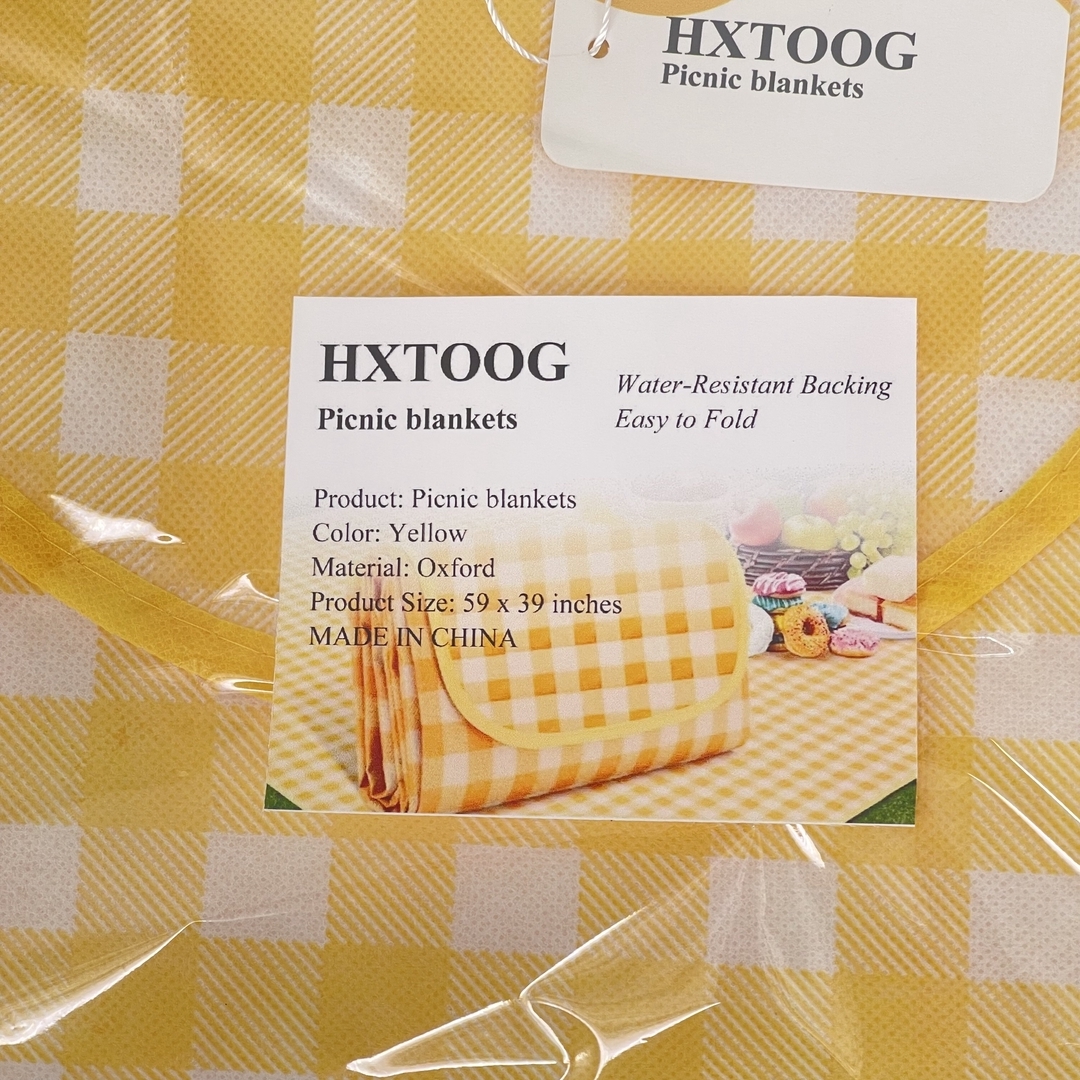 HXTOOG
Picnic blankets
HXTOOG
Picnic blankets
Water-Resistant Backing
Easy to Fold
Product: Picnic blankets
Color: Yellow
Material: Oxford
Product Size: 59 x 39 inches
MADE IN CHINA